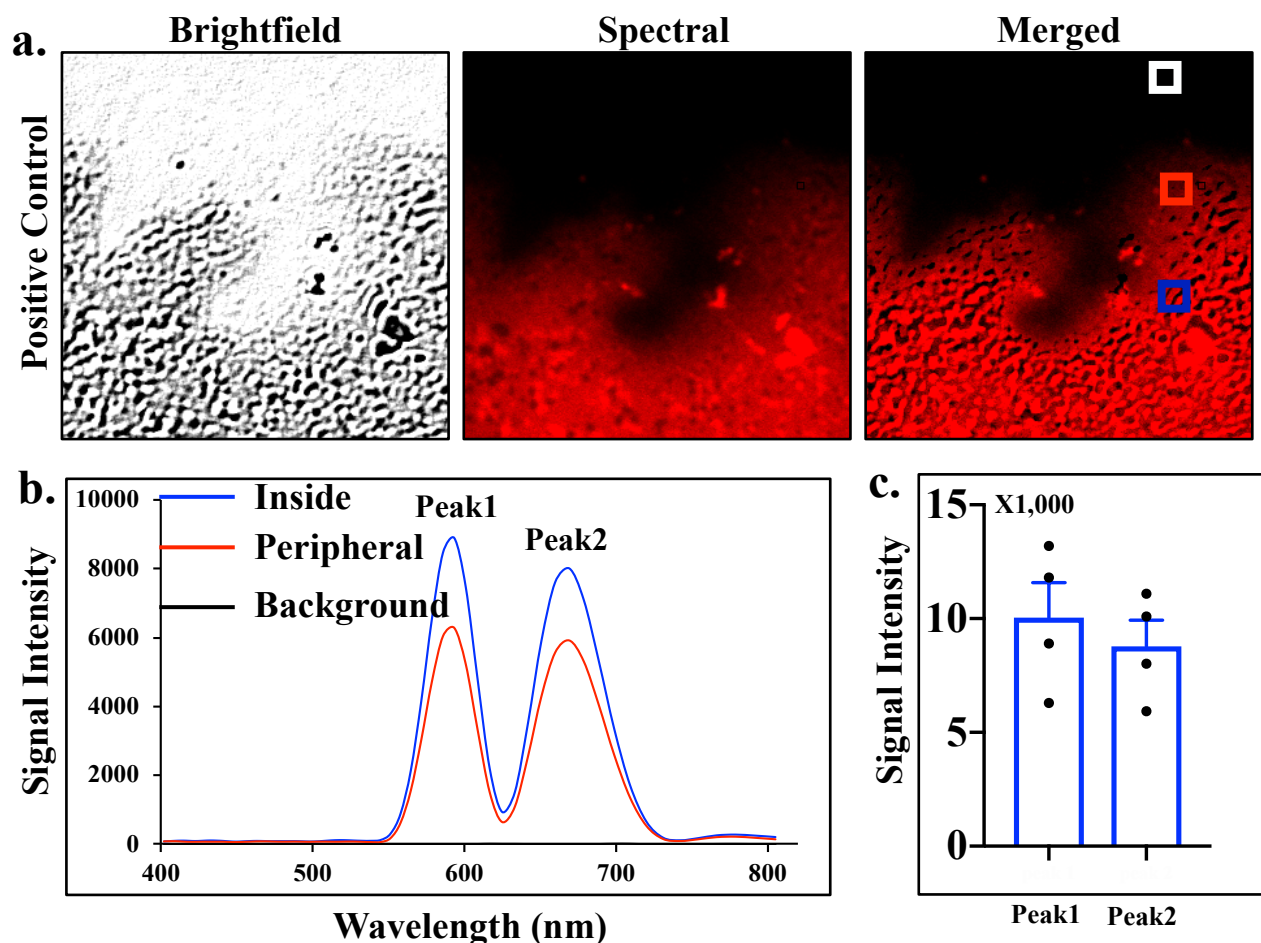 a.
Brightfield
Spectral
Merged
Positive Control
b.
Signal Intensity
10000
8000
6000
4000
2000
0
Inside
Peripheral
Background
Peak1
Peak2
400
500
600
700
800
Wavelength (nm)
c.
Signal Intensity
X1,000
15
10
5
0
Peak1
Peak2